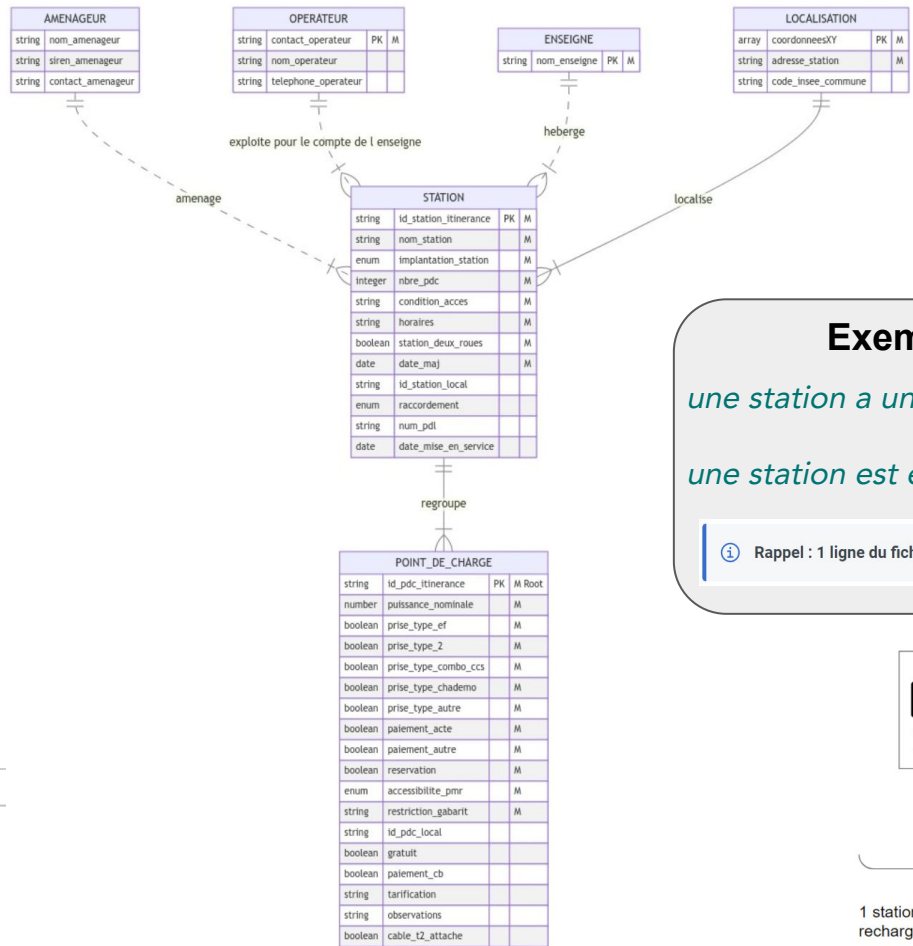 AMENAGEUR
string nom_amenageur
string siren_amenageur
string contact_amenageur
OPERATEUR
string contact_operateur PK M
string nom_operateur
string telephone_operateur
ENSEIGNE
string nom_enseigne PK M
LOCALISATION
array coordonneesXY PK M
string adresse_station M
string code_insee_commune
amenage
exploite pour le compte de l enseigne
heberge
localise
STATION
string id_station_itinerance PK M
string nom_station M
enum implantation_station M
integer nbre_pdc M
string condition_acces M
string horaires M
boolean station_deux_roues M
date date_maj M
string id_station_local
enum raccordement
string num_pdl
date date_mise_en_service
regroupe
POINT_DE_CHARGE
string id_pdc_itinerance PK M Root
number puissance_nominale M
boolean prise_type_ef M
boolean prise_type_2 M
boolean prise_type_combo_ccs M
boolean prise_type_chademo M
boolean prise_type_autre M
boolean paiement_acte M
boolean paiement_autre M
boolean reservation M
enum accessibilite_pmr M
string restriction_gabarit M
string id_pdc_local
boolean gratuit
boolean paiement_cb
string tarification
string observations
boolean cable_t2_attache
Exem
une station a un
une station est e
Rappel : 1 ligne du fich
1 station
recharg